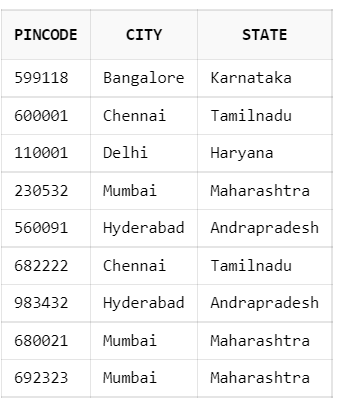 PINCODE CITY STATE
599118 Bangalore Karnataka
600001 Chennai Tamilnadu
110001 Delhi Haryana
230532 Mumbai Maharashtra
560091 Hyderabad Andrapradesh
682222 Chennai Tamilnadu
983432 Hyderabad Andrapradesh
680021 Mumbai Maharashtra
692323 Mumbai Maharashtra